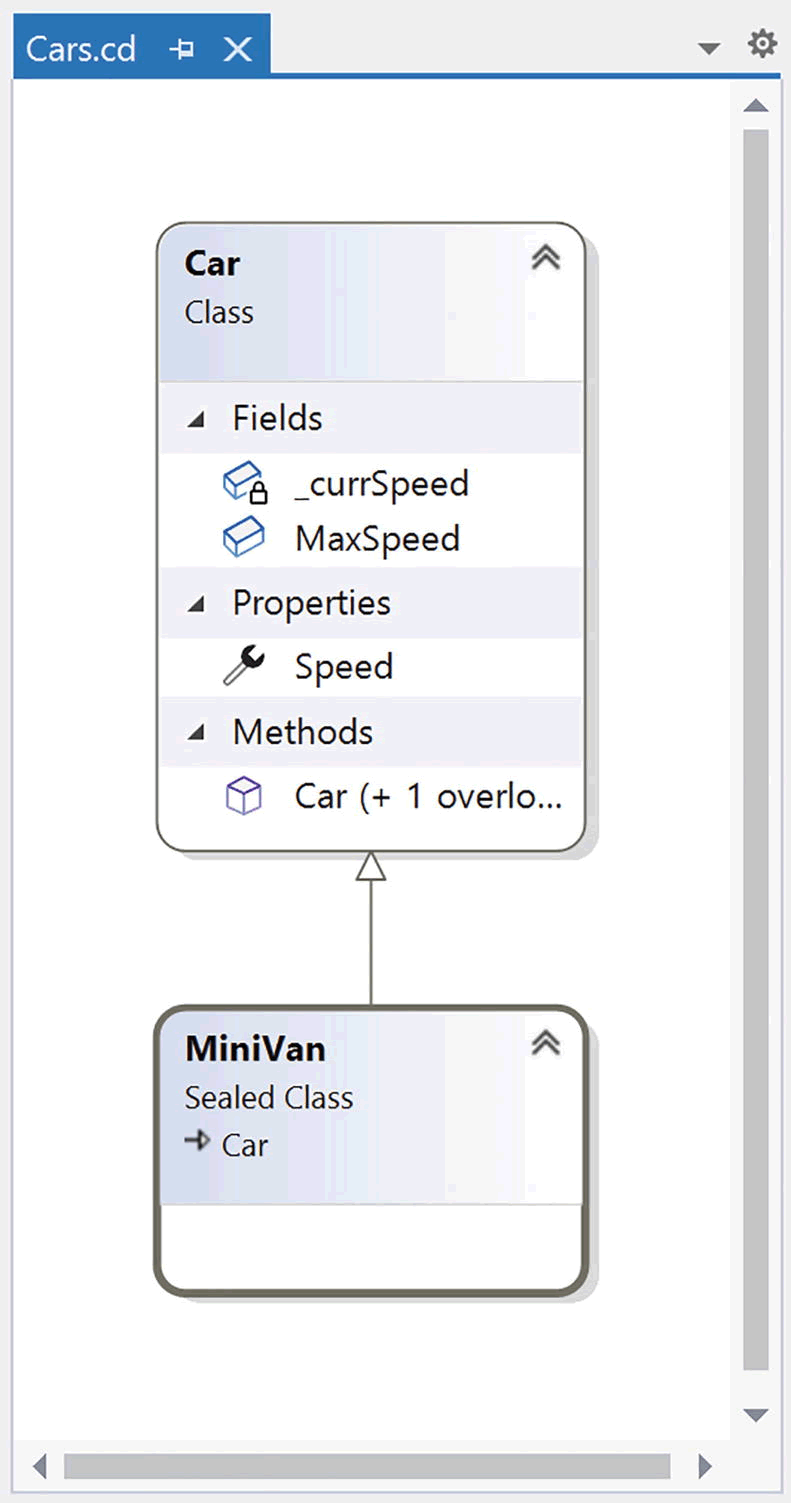 Cars.cd
Car
Class
Fields
_currSpeed
MaxSpeed
Properties
Speed
Methods
Car (+ 1 overlo...
MiniVan
Sealed Class
Car